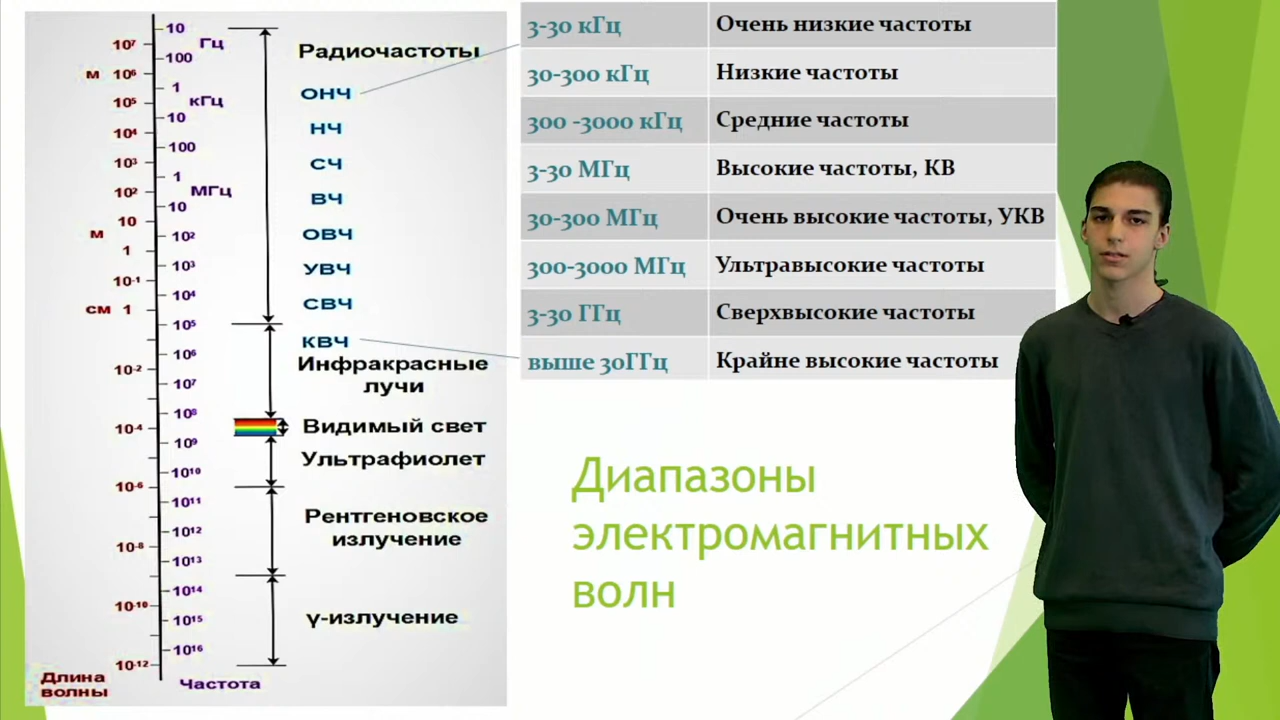 10
10⁷
Гц
100
м
10⁶
1
10⁵
кГц
10
10⁴
100
10³
1
10²
МГц
10
10
м
10²
1
10³
10⁻¹
10⁴
см
1
10⁵
10⁶
10⁻²
10⁷
10⁸
10⁻⁴
10⁹
10¹⁰
10⁻⁶
10¹¹
10¹²
10⁻⁸
10¹³
10¹⁴
10⁻¹⁰
10¹⁵
10¹⁶
10⁻¹²
Длина
волны
Частота
Радиочастоты
ОНЧ
НЧ
СЧ
ВЧ
ОВЧ
УВЧ
СВЧ
КВЧ
Инфракрасные
лучи
Видимый свет
Ультрафиолет
Рентгеновское
излучение
γ-излучение
3-30 кГц Очень низкие частоты
30-300 кГц Низкие частоты
300 -3000 кГц Средние частоты
3-30 МГц Высокие частоты, КВ
30-300 МГц Очень высокие частоты, УКВ
300-3000 МГц Ультравысокие частоты
3-30 ГГц Сверхвысокие частоты
выше 30ГГц Крайне высокие частоты
Диапазоны
электромагнитных
волн